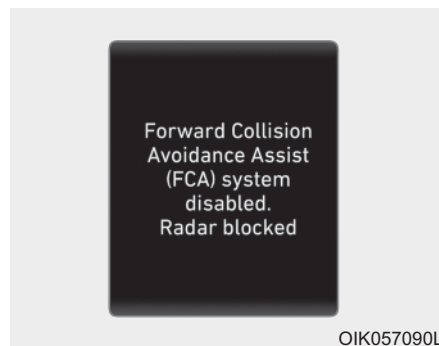 Forward Collision
Avoidance Assist
(FCA) system
disabled.
Radar blocked
OIK057090L